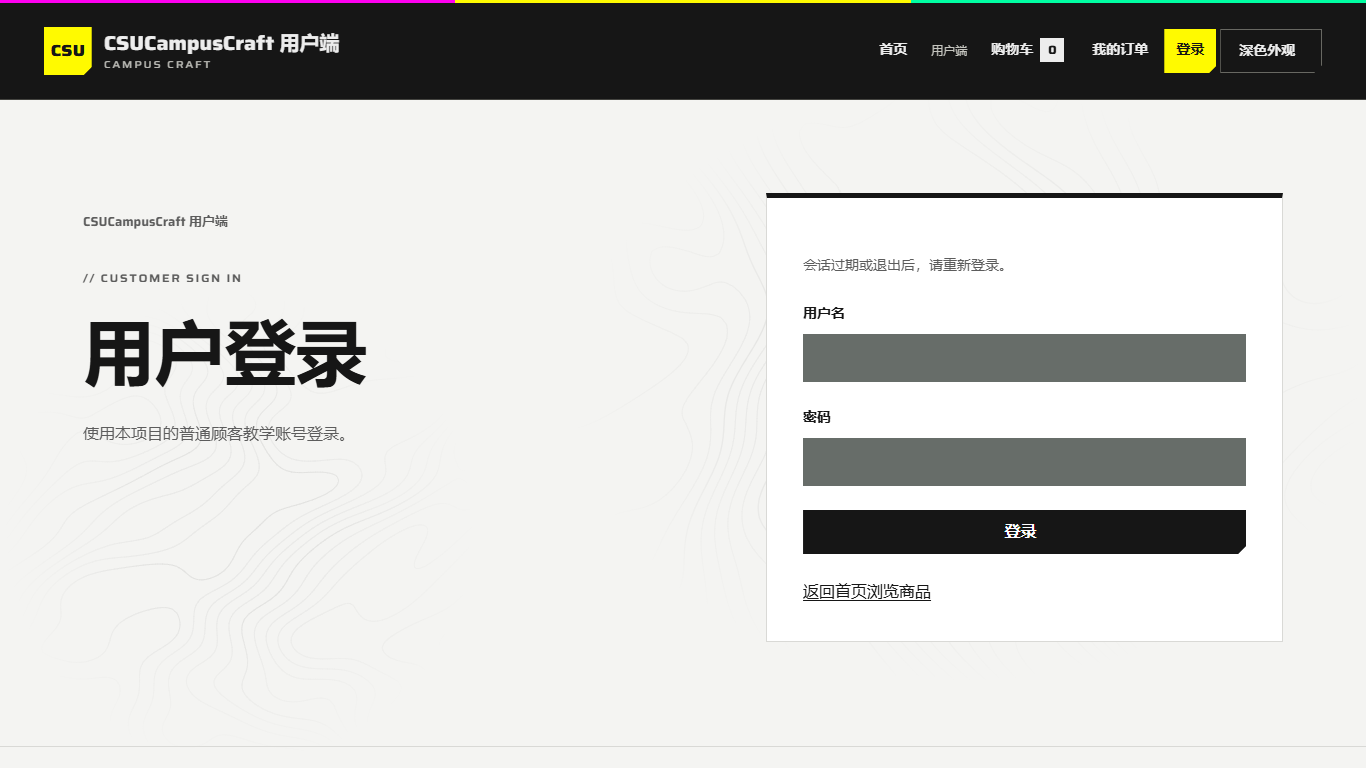 CSU
CSUCampusCraft 用户端
CAMPUS CRAFT
首页
用户端
购物车 0
我的订单
登录
深色外观
CSUCampusCraft 用户端
// CUSTOMER SIGN IN
用户登录
使用本项目的普通顾客教学账号登录。
会话过期或退出后，请重新登录。
用户名
密码
登录
返回首页浏览商品